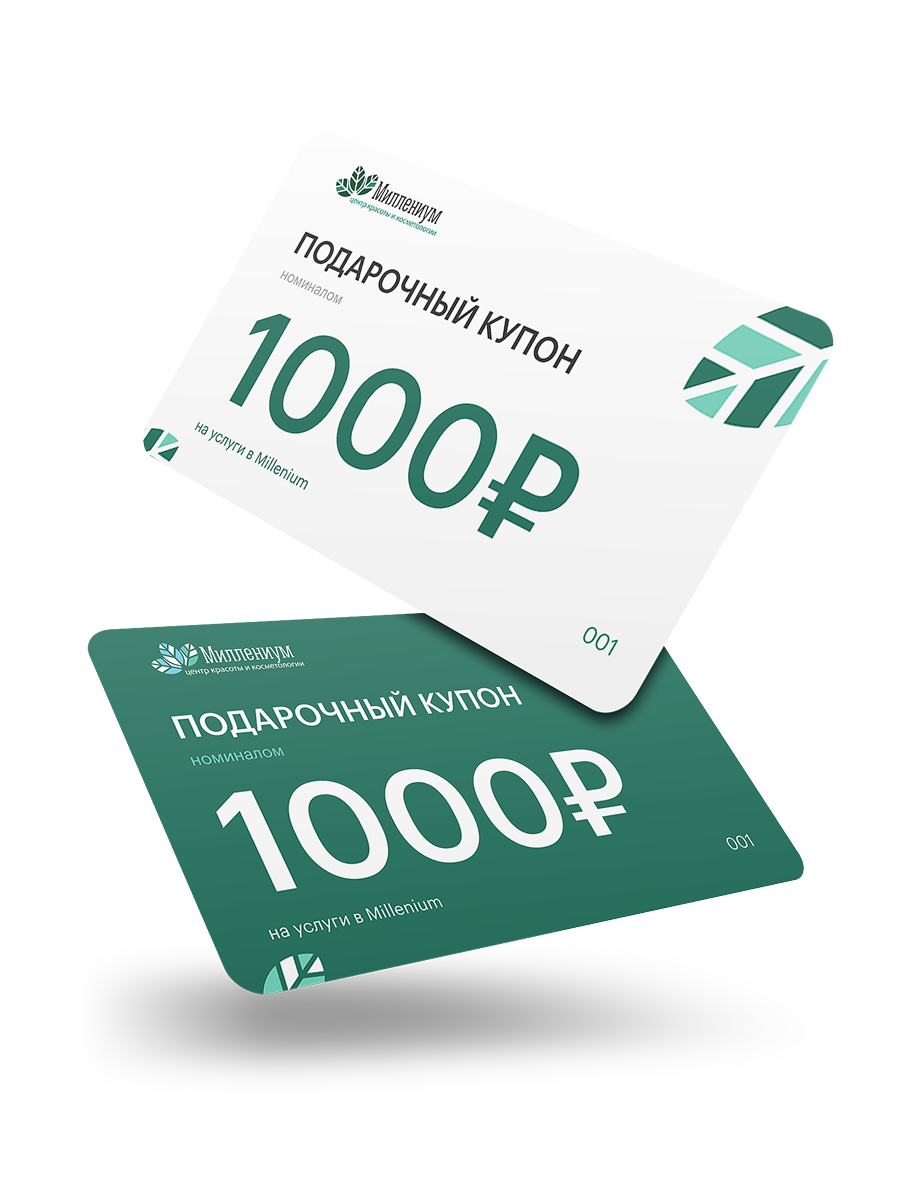 Миллениум
центр красоты и косметологии
ПОДАРОЧНЫЙ КУПОН
номиналом
1000₽
на услуги в Millenium
001
Миллениум
центр красоты и косметологии
ПОДАРОЧНЫЙ КУПОН
номиналом
1000₽
001
на услуги в Millenium